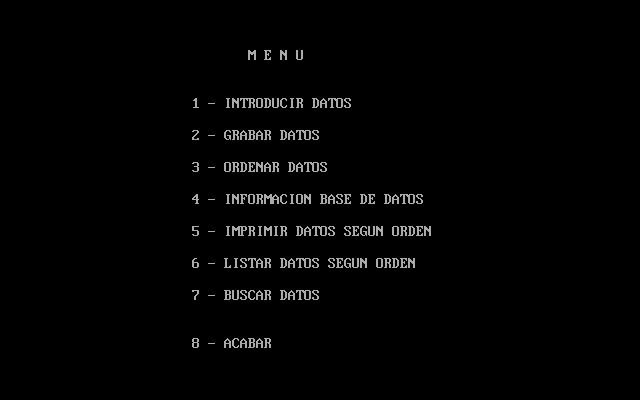 M E N U
1 - INTRODUCIR DATOS
2 - GRABAR DATOS
3 - ORDENAR DATOS
4 - INFORMACION BASE DE DATOS
5 - IMPRIMIR DATOS SEGUN ORDEN
6 - LISTAR DATOS SEGUN ORDEN
7 - BUSCAR DATOS
8 - ACABAR